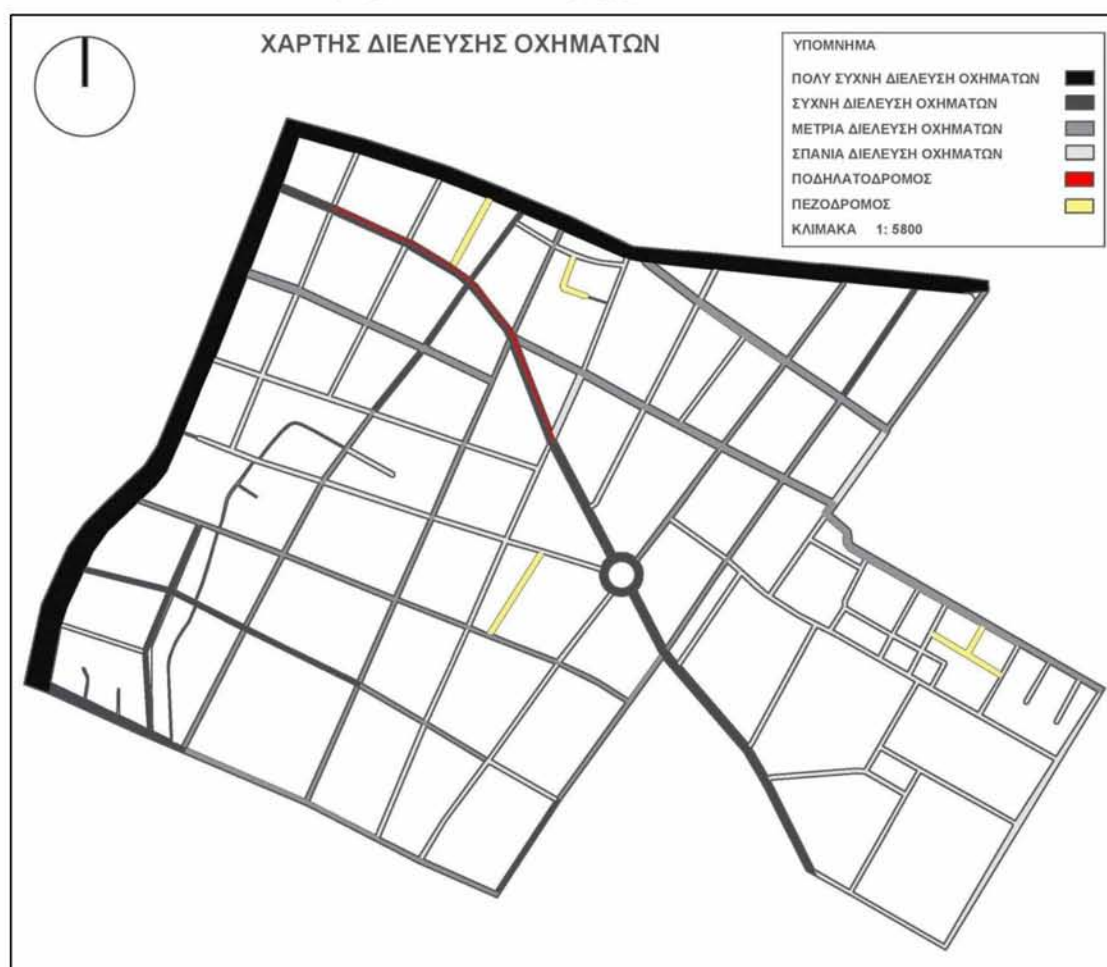 ΧΑΡΤΗΣ ΔΙΕΛΕΥΣΗΣ ΟΧΗΜΑΤΩΝ
ΥΠΟΜΝΗΜΑ
ΠΟΛΥ ΣΥΧΝΗ ΔΙΕΛΕΥΣΗ ΟΧΗΜΑΤΩΝ
ΣΥΧΝΗ ΔΙΕΛΕΥΣΗ ΟΧΗΜΑΤΩΝ
ΜΕΤΡΙΑ ΔΙΕΛΕΥΣΗ ΟΧΗΜΑΤΩΝ
ΣΠΑΝΙΑ ΔΙΕΛΕΥΣΗ ΟΧΗΜΑΤΩΝ
ΠΟΔΗΛΑΤΟΔΡΟΜΟΣ
ΠΕΖΟΔΡΟΜΟΣ
ΚΛΙΜΑΚΑ 1: 5800